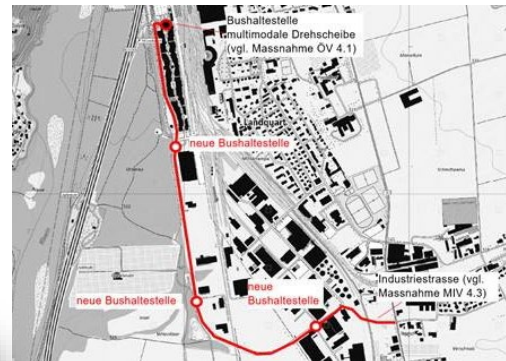 Bushaltestelle
multimodale Drehscheibe
(vgl. Massnahme ÖV 4.1)
Landquart
neue Bushaltestelle
Industriestrasse (vgl.
Massnahme MIV 4.3)
neue
Bushaltestelle
neue Bushaltestelle